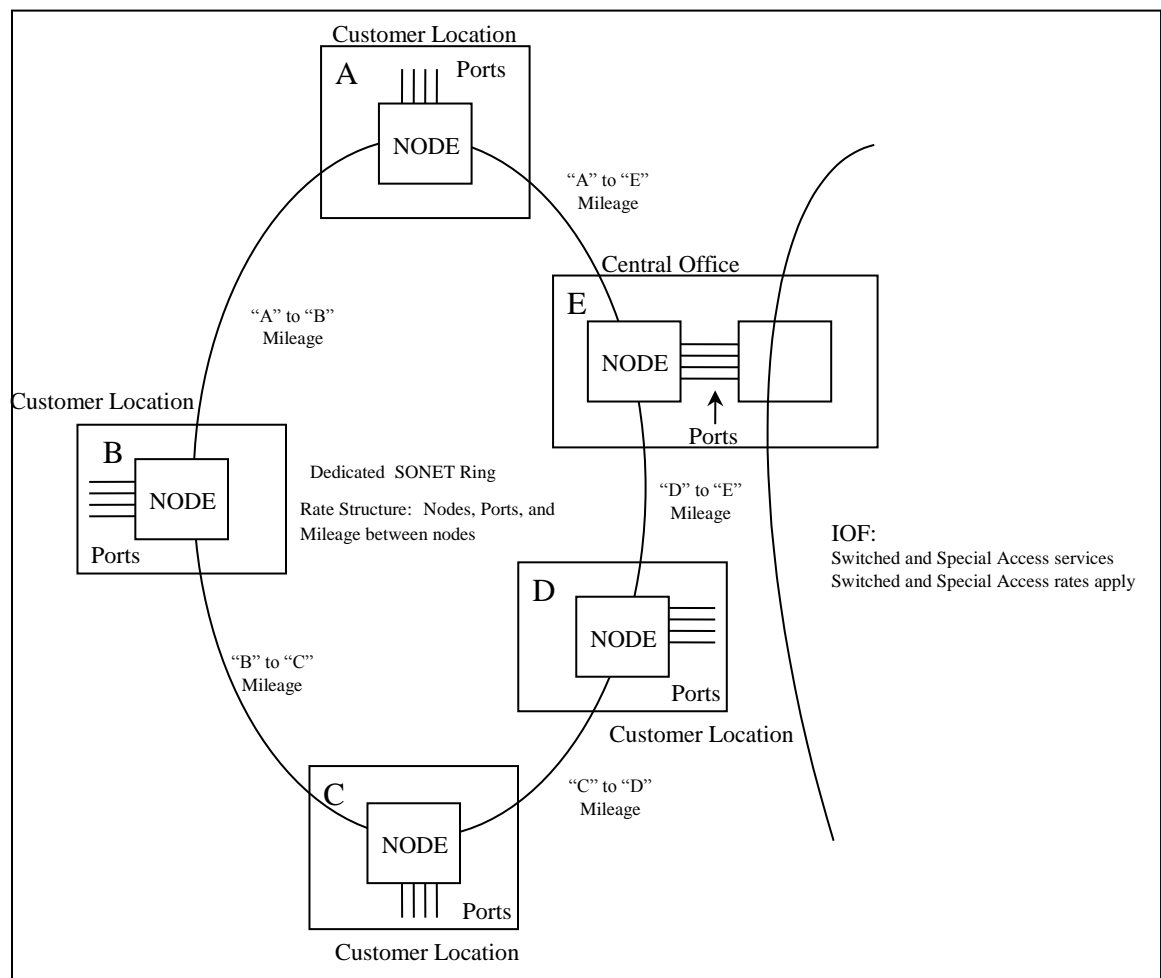 Customer Location
A
Ports
NODE
“A” to “E”
Mileage
Central Office
E
NODE
Ports
“A” to “B”
Mileage
Customer Location
B
NODE
Ports
Dedicated SONET Ring
Rate Structure: Nodes, Ports, and
Mileage between nodes
“D” to “E”
Mileage
IOF:
Switched and Special Access services
Switched and Special Access rates apply
D
NODE
Ports
Customer Location
“B” to “C”
Mileage
“C” to “D”
Mileage
C
NODE
Ports
Customer Location